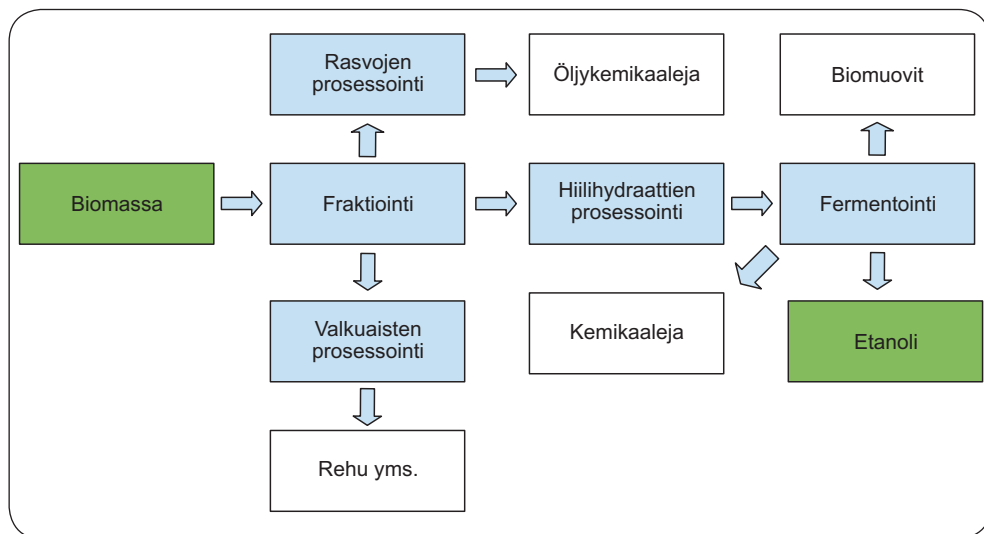 Rasvojen
prosessointi
Öljykemikaaleja
Biomuovit
Biomassa
Fraktiointi
Hiilihydraattien
prosessointi
Fermentointi
Valkuaisten
prosessointi
Kemikaaleja
Etanoli
Rehu yms.